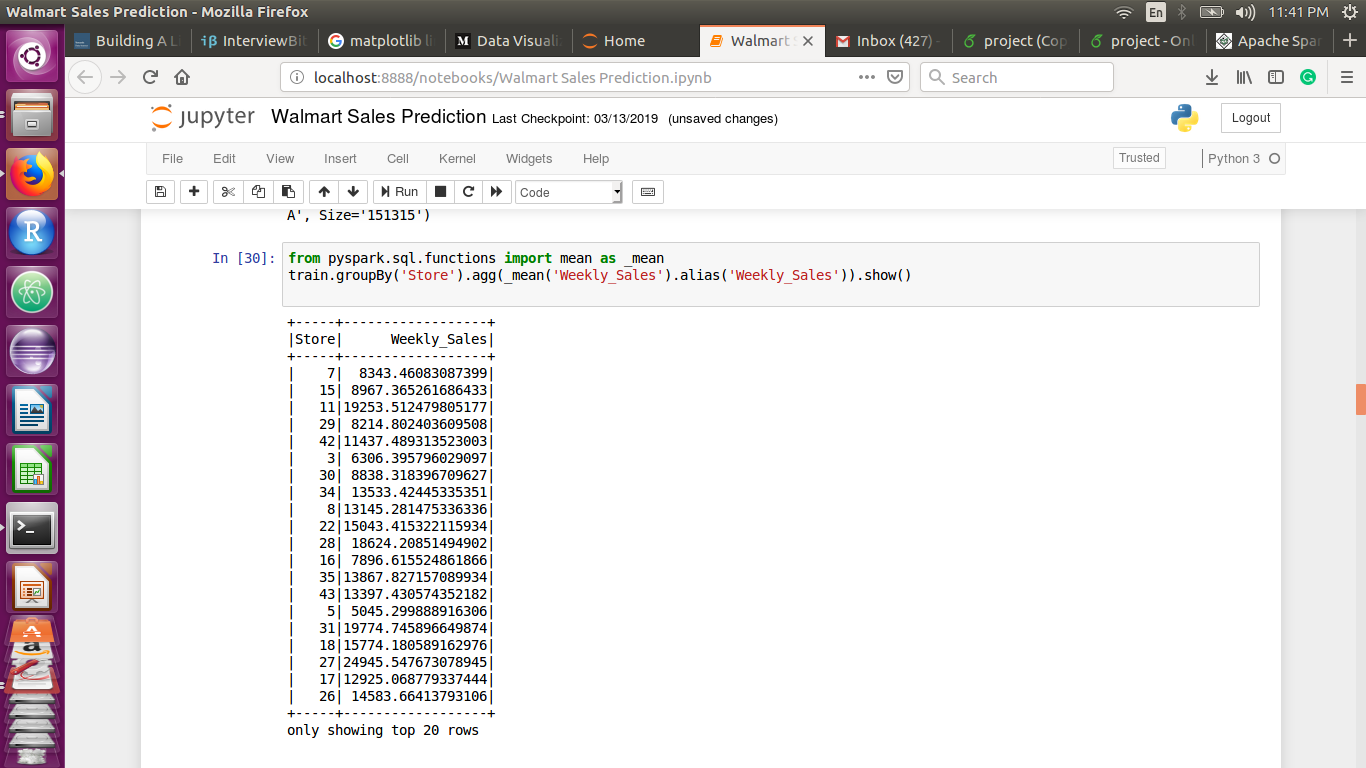 Walmart Sales Prediction - Mozilla Firefox
En
11:41 PM
Building A L
iβ InterviewBit
matplotlib li
Data Visuali
Home
Walmart S
Inbox (427) -
project (Cop
project - Onl
Apache Spar
localhost:8888/notebooks/Walmart Sales Prediction.ipynb
Search
jupyter Walmart Sales Prediction Last Checkpoint: 03/13/2019 (unsaved changes)
Logout
File Edit View Insert Cell Kernel Widgets Help
Trusted
Python 3
Run
Code
A', Size='151315')
In [30]: from pyspark.sql.functions import mean as _mean
train.groupBy('Store').agg(_mean('Weekly_Sales').alias('Weekly_Sales')).show()
+-----+------------------+
|Store|      Weekly_Sales|
+-----+------------------+
|    7|  8343.46083087399|
|   15| 8967.365261686433|
|   11|19253.512479805177|
|   29| 8214.802403609508|
|   42|11437.489313523003|
|    3| 6306.395796029097|
|   30| 8838.318396709627|
|   34| 13533.42445335351|
|    8|13145.281475336336|
|   22|15043.415322115934|
|   28| 18624.20851494902|
|   16| 7896.615524861866|
|   35|13867.827157089934|
|   43|13397.430574352182|
|    5| 5045.299888916306|
|   31|19774.745896649874|
|   18|15774.180589162976|
|   27|24945.547673078945|
|   17|12925.068779337444|
|   26| 14583.66413793106|
+-----+------------------+
only showing top 20 rows